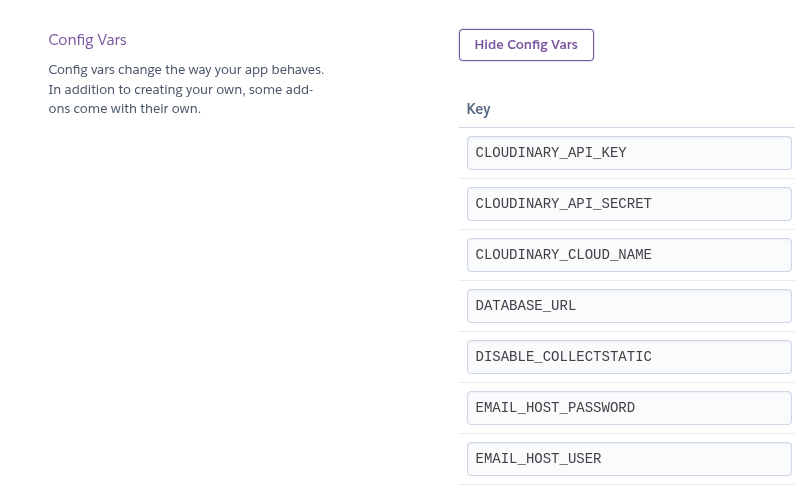 Config Vars
Config vars change the way your app behaves.
In addition to creating your own, some add-
ons come with their own.
Hide Config Vars
Key
CLOUDINARY_API_KEY
CLOUDINARY_API_SECRET
CLOUDINARY_CLOUD_NAME
DATABASE_URL
DISABLE_COLLECTSTATIC
EMAIL_HOST_PASSWORD
EMAIL_HOST_USER